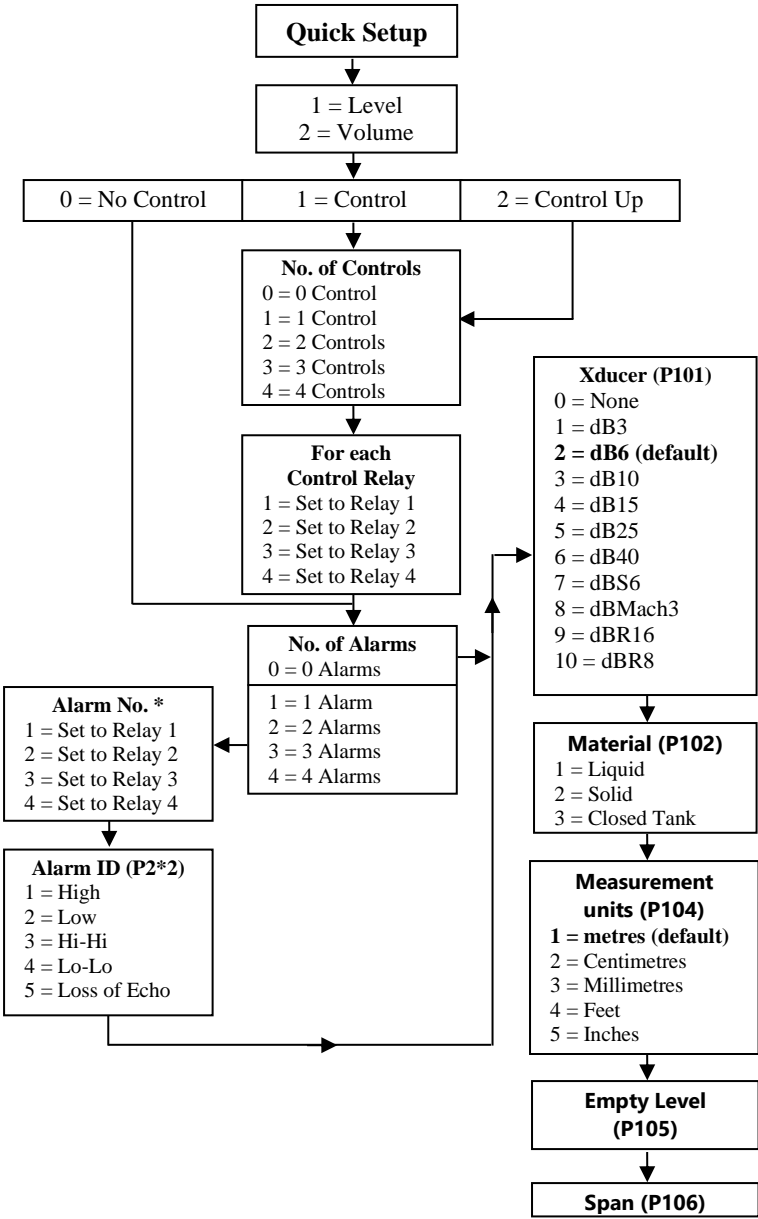 Quick Setup
1 = Level
2 = Volume
0 = No Control
1 = Control
2 = Control Up
No. of Controls
0 = 0 Control
1 = 1 Control
2 = 2 Controls
3 = 3 Controls
4 = 4 Controls
For each
Control Relay
1 = Set to Relay 1
2 = Set to Relay 2
3 = Set to Relay 3
4 = Set to Relay 4
No. of Alarms
0 = 0 Alarms
1 = 1 Alarm
2 = 2 Alarms
3 = 3 Alarms
4 = 4 Alarms
Alarm No. *
1 = Set to Relay 1
2 = Set to Relay 2
3 = Set to Relay 3
4 = Set to Relay 4
Alarm ID (P2*2)
1 = High
2 = Low
3 = Hi-Hi
4 = Lo-Lo
5 = Loss of Echo
Xducer (P101)
0 = None
1 = dB3
2 = dB6 (default)
3 = dB10
4 = dB15
5 = dB25
6 = dB40
7 = dBS6
8 = dBMach3
9 = dBR16
10 = dBR8
Material (P102)
1 = Liquid
2 = Solid
3 = Closed Tank
Measurement
units (P104)
1 = metres (default)
2 = Centimetres
3 = Millimetres
4 = Feet
5 = Inches
Empty Level
(P105)
Span (P106)